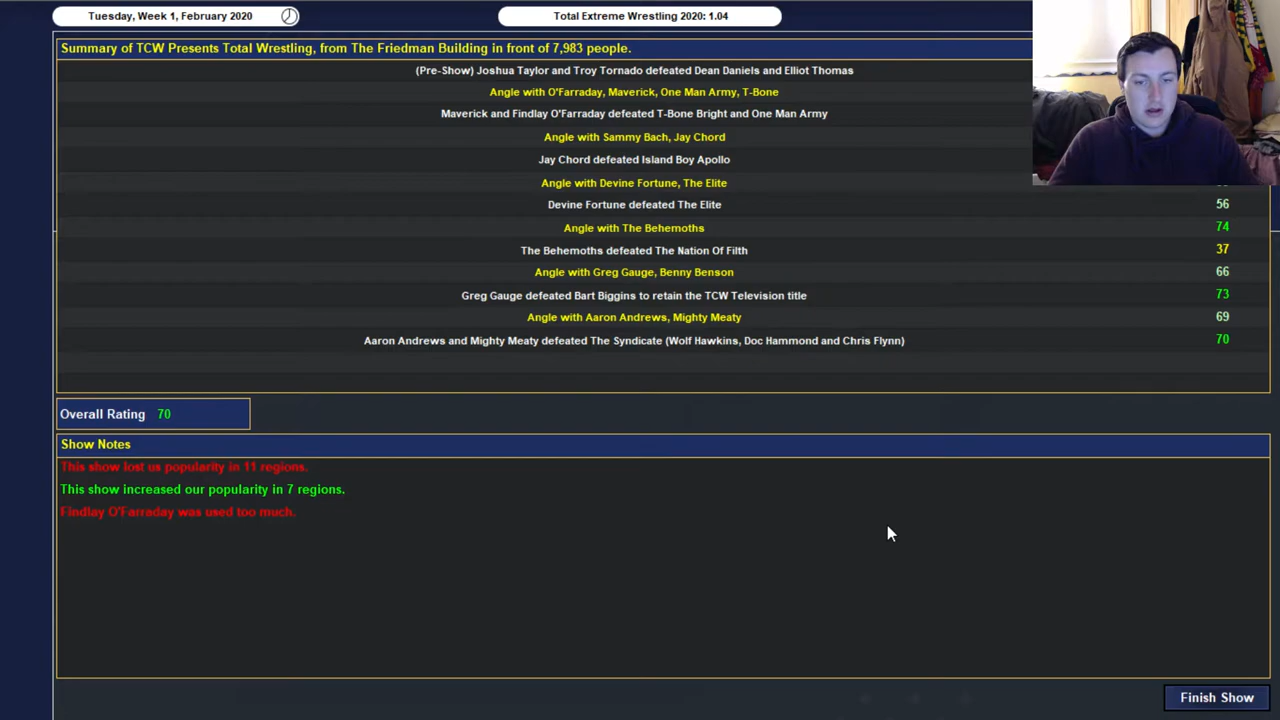 Tuesday, Week 1, February 2020
Total Extreme Wrestling 2020: 1.04
Summary of TCW Presents Total Wrestling, from The Friedman Building in front of 7,983 people.
(Pre-Show) Joshua Taylor and Troy Tornado defeated Dean Daniels and Elliot Thomas
Angle with O'Farraday, Maverick, One Man Army, T-Bone
Maverick and Findlay O'Farraday defeated T-Bone Bright and One Man Army
Angle with Sammy Bach, Jay Chord
Jay Chord defeated Island Boy Apollo
Angle with Devine Fortune, The Elite
Devine Fortune defeated The Elite 56
Angle with The Behemoths 74
The Behemoths defeated The Nation Of Filth 37
Angle with Greg Gauge, Benny Benson 66
Greg Gauge defeated Bart Biggins to retain the TCW Television title 73
Angle with Aaron Andrews, Mighty Meaty 69
Aaron Andrews and Mighty Meaty defeated The Syndicate (Wolf Hawkins, Doc Hammond and Chris Flynn) 70
Overall Rating 70
Show Notes
This show lost us popularity in 11 regions.
This show increased our popularity in 7 regions.
Findlay O'Farraday was used too much.
Finish Show